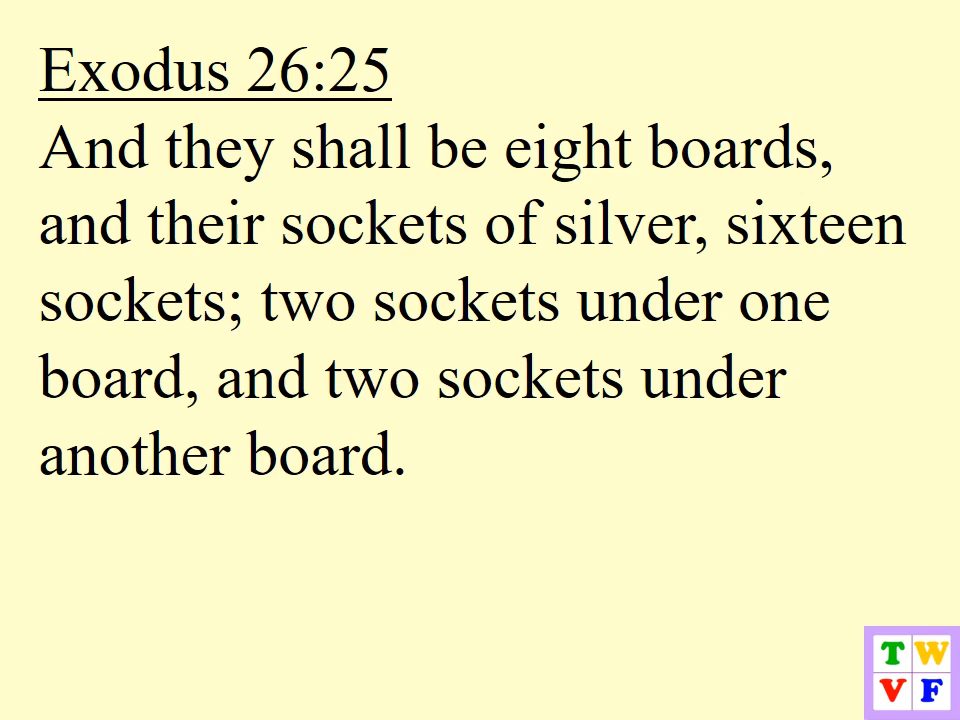 Exodus 26:25
And they shall be eight boards,
and their sockets of silver, sixteen
sockets; two sockets under one
board, and two sockets under
another board.
T W
V F